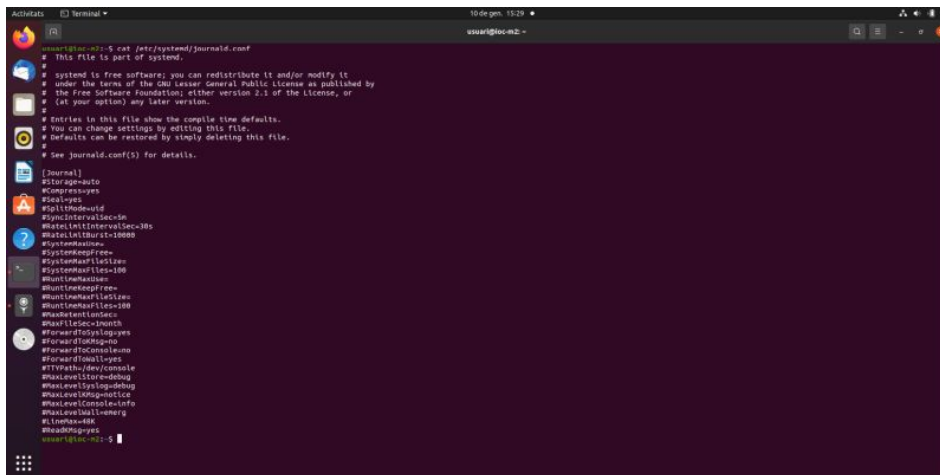 Activitats
Terminal
10 de gen. 15:29
usuari@ioc-m2: ~
usuari@ioc-m2:~$ cat /etc/systemd/journald.conf
#  This file is part of systemd.
#
#  systemd is free software; you can redistribute it and/or modify it
#  under the terms of the GNU Lesser General Public License as published by
#  the Free Software Foundation; either version 2.1 of the License, or
#  (at your option) any later version.
#
# Entries in this file show the compile time defaults.
# You can change settings by editing this file.
# Defaults can be restored by simply deleting this file.
#
# See journald.conf(5) for details.
[Journal]
#Storage=auto
#Compress=yes
#Seal=yes
#SplitMode=uid
#SyncIntervalSec=5m
#RateLimitIntervalSec=30s
#RateLimitBurst=10000
#SystemMaxUse=
#SystemKeepFree=
#SystemMaxFileSize=
#SystemMaxFiles=100
#RuntimeMaxUse=
#RuntimeKeepFree=
#RuntimeMaxFileSize=
#RuntimeMaxFiles=100
#MaxRetentionSec=
#MaxFileSec=1month
#ForwardToSyslog=yes
#ForwardToKMsg=no
#ForwardToConsole=no
#ForwardToWall=yes
#TTYPath=/dev/console
#MaxLevelStore=debug
#MaxLevelSyslog=debug
#MaxLevelKMsg=notice
#MaxLevelConsole=info
#MaxLevelWall=emerg
#LineMax=48K
#ReadKMsg=yes
usuari@ioc-m2:~$